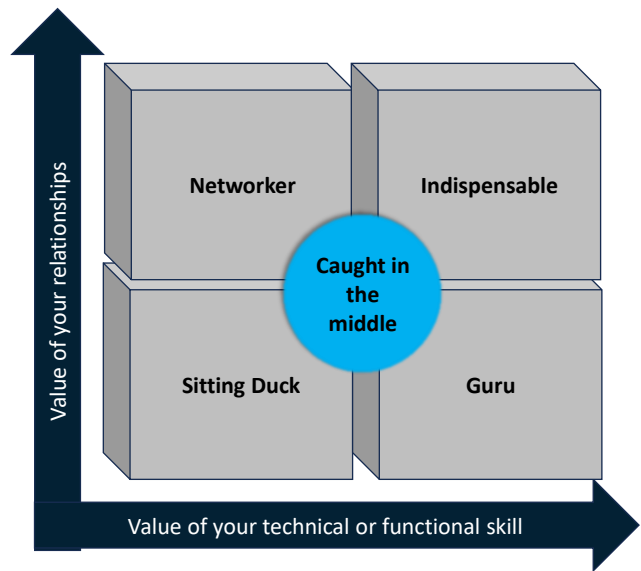 Value of your relationships
Networker
Indispensable
Caught in
the
middle
Sitting Duck
Guru
Value of your technical or functional skill